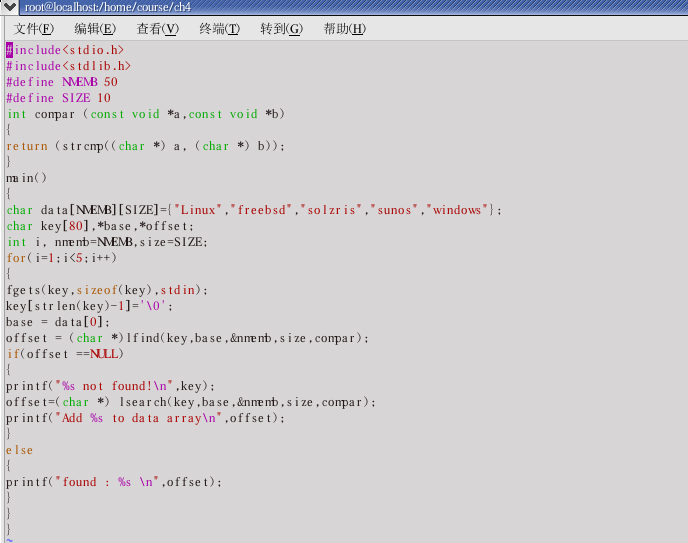 root@localhost:/home/course/ch4
文件(F) 编辑(E) 查看(V) 终端(T) 转到(G) 帮助(H)
#include<stdio.h>
#include<stdlib.h>
#define NMEMB 50
#define SIZE 10
int compar (const void *a,const void *b)
{
return (strcmp((char *) a, (char *) b));
}
main()
{
char data[NMEMB][SIZE]={"Linux","freebsd","solzris","sunos","windows"};
char key[80],*base,*offset;
int i, nmemb=NMEMB,size=SIZE;
for(i=1;i<5;i++)
{
fgets(key,sizeof(key),stdin);
key[strlen(key)-1]='\0';
base = data[0];
offset = (char *)lfind(key,base,&nmemb,size,compar);
if(offset ==NULL)
{
printf("%s not found!\n",key);
offset=(char *) lsearch(key,base,&nmemb,size,compar);
printf("Add %s to data array\n",offset);
}
else
{
printf("found : %s \n",offset);
}
}
}
~